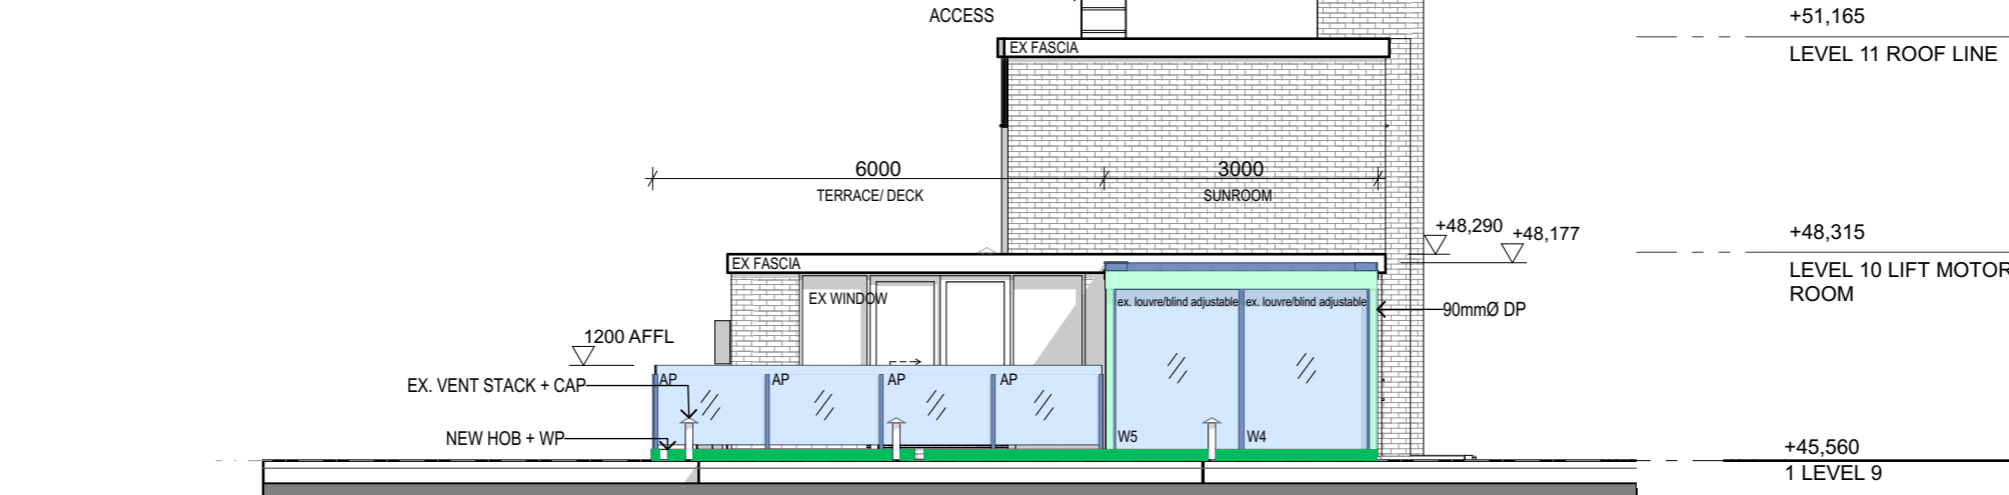 ACCESS
+51,165
EX FASCIA
LEVEL 11 ROOF LINE
6000
3000
TERRACE/ DECK
SUNROOM
+48,290
+48,177
+48,315
EX FASCIA
LEVEL 10 LIFT MOTOR
ROOM
EX WINDOW
ex. louvre/blind adjustable
ex. louvre/blind adjustable
90mmØ DP
1200 AFFL
EX. VENT STACK + CAP
AP
AP
AP
AP
NEW HOB + WP
W5
W4
+45,560
1 LEVEL 9